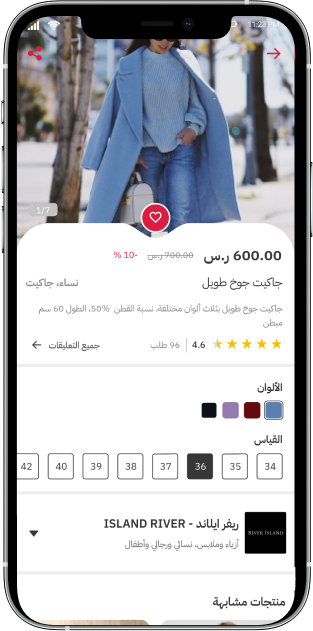 1/7
600.00 ر.س
700.00 ر.س
-10 %
جاكيت جوخ طويل
نساء، جاكيت
جاكيت جوخ طويل بثلاث ألوان مختلفة، نسبة القطن 50%، الطول 60 سم
مبطن
4.6
96 طلب
جميع التعليقات
الألوان
القياس
34 35 36 37 38 39 40 42
ريفر ايلاند - RIVER ISLAND
RIVER ISLAND
أزياء وملابس، نسائي ورجالي وأطفال
منتجات مشابهة